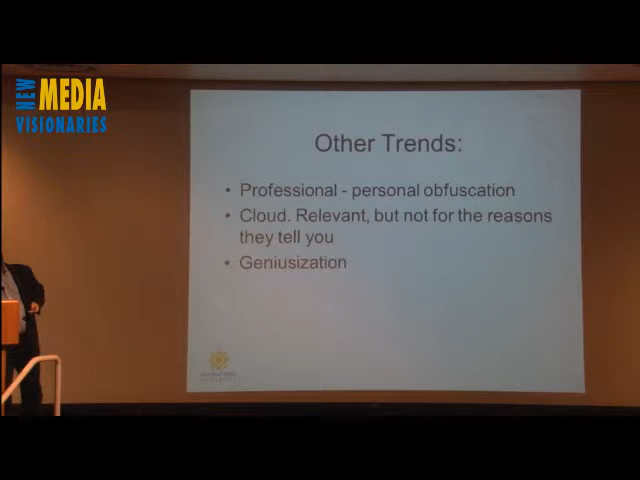 NEW MEDIA
VISIONARIES
Other Trends:
• Professional - personal obfuscation
• Cloud. Relevant, but not for the reasons
they tell you
• Geniusization